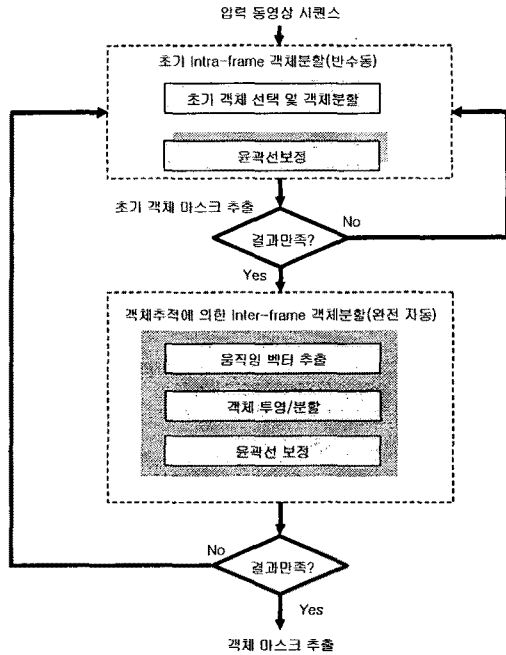 입력 동영상 시퀀스
초기 Intra-frame 객체분할(반수동)
초기 객체 선택 및 객체분할
윤곽선보정
초기 객체 마스크 추출
No
결과만족?
Yes
객체추적에 의한 Inter-frame 객체분할(완전 자동)
움직임 벡터 추출
객체 투영/분할
윤곽선 보정
No
결과만족?
Yes
객체 마스크 추출